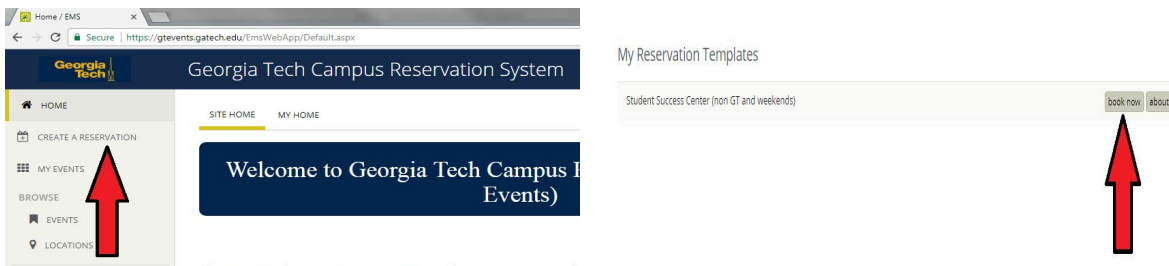 Home / EMS
Secure | https://gtevents.gatech.edu/EmsWebApp/Default.aspx
Georgia
Tech
Georgia Tech Campus Reservation System
HOME
SITE HOME MY HOME
CREATE A RESERVATION
MY EVENTS
Welcome to Georgia Tech Campus
Events)
BROWSE
EVENTS
LOCATIONS
My Reservation Templates
Student Success Center (non GT and weekends)
book now about